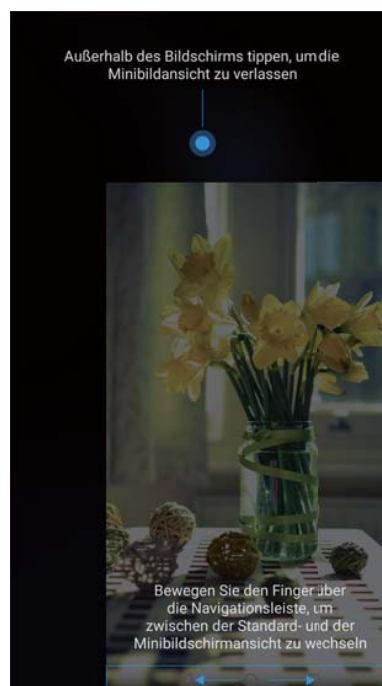 Außerhalb des Bildschirms tippen, um die
Minibildansicht zu verlassen
Bewegen Sie den Finger über
die Navigationsleiste, um
zwischen der Standard- und der
Minibildschirmansicht zu wechseln